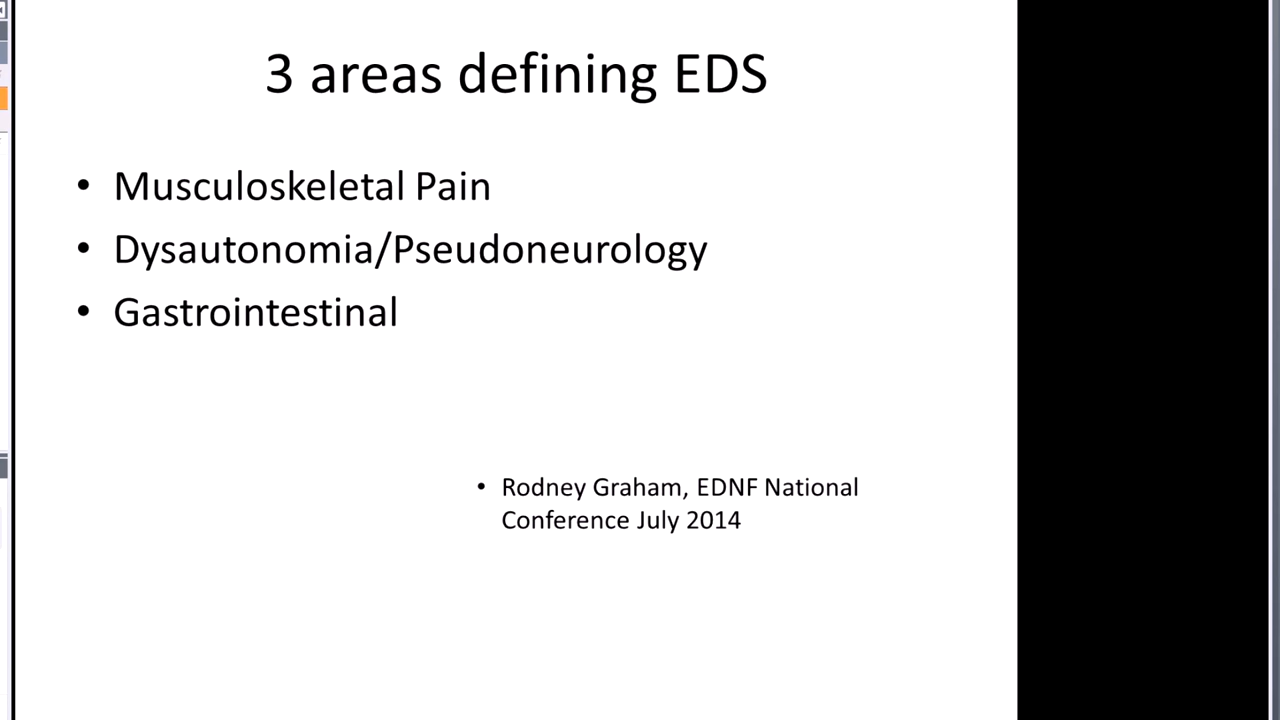 3 areas defining EDS
• Musculoskeletal Pain
• Dysautonomia/Pseudoneurology
• Gastrointestinal
• Rodney Graham, EDNF National
Conference July 2014